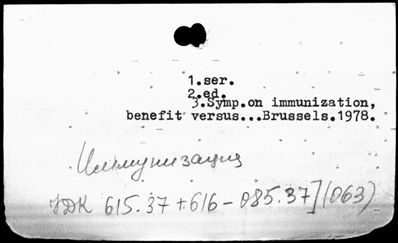 1.ser.
2.ed.
3.Symp.on immunization,
benefit versus...Brussels.1978.
Иммунизация
УДК 615.37+616-085.37](063)